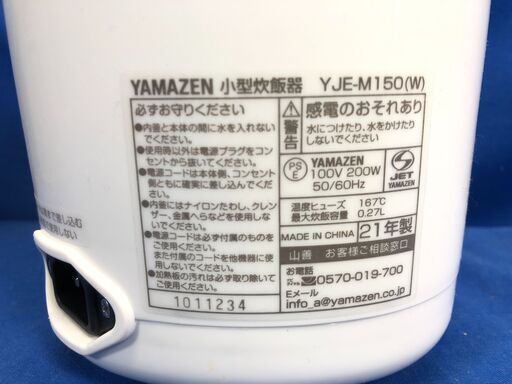 YAMAZEN 小型炊飯器 YJE-M150(W)
必ずお守りください
●内釜と本体の間に水を入れない
でください。
●使用時以外は電源プラグをコン
セントから抜いてください。
●電源コードは本体側、コンセント
側ともに確実に差し込んでくだ
さい。
●内釜にはナイロンたわし、クレン
ザー、金属へらなどを使用しな
いでください。
●電源コードは必ず付属のものを
ご使用ください。
また付属のコードを他機器に使
用しないでください。
●加熱板の汚れは必ず取り除いて
ご使用ください。
1011234
警告
感電のおそれあり
水につけたり、水をかけたり
しないでください。
PS
E
YAMAZEN
100V 200W
50/60Hz
JET
YAMAZEN
温度ヒューズ 167℃
最大炊飯容量 0.27L
MADE IN CHINA 21年製
山善 お客様ご相談窓口
お電話
0570-019-700
Eメール
info_a@yamazen.co.jp
に差し込む
使用しない